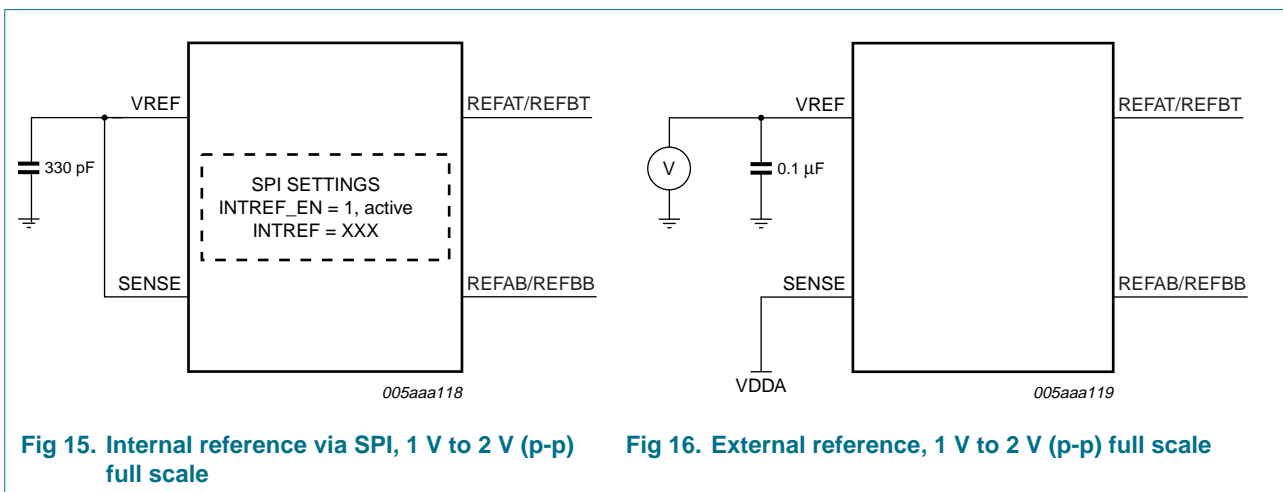 VREF
REFAT/REFBT
330 pF
SPI SETTINGS
INTREF_EN = 1, active
INTREF = XXX
SENSE
REFAB/REFBB
005aaa118
Fig 15. Internal reference via SPI, 1 V to 2 V (p-p)
full scale
VREF
REFAT/REFBT
V
0.1 μF
SENSE
REFAB/REFBB
VDDA
005aaa119
Fig 16. External reference, 1 V to 2 V (p-p) full scale